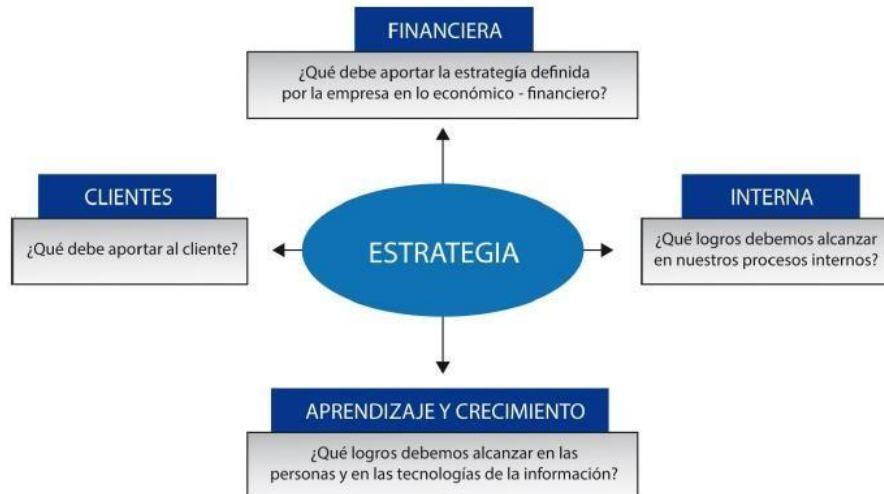 FINANCIERA
¿Qué debe aportar la estrategía definida
por la empresa en lo económico - financiero?
CLIENTES
¿Qué debe aportar al cliente?
ESTRATEGIA
INTERNA
¿Qué logros debemos alcanzar
en nuestros procesos internos?
APRENDIZAJE Y CRECIMIENTO
¿Qué logros debemos alcanzar en las
personas y en las tecnologías de la información?